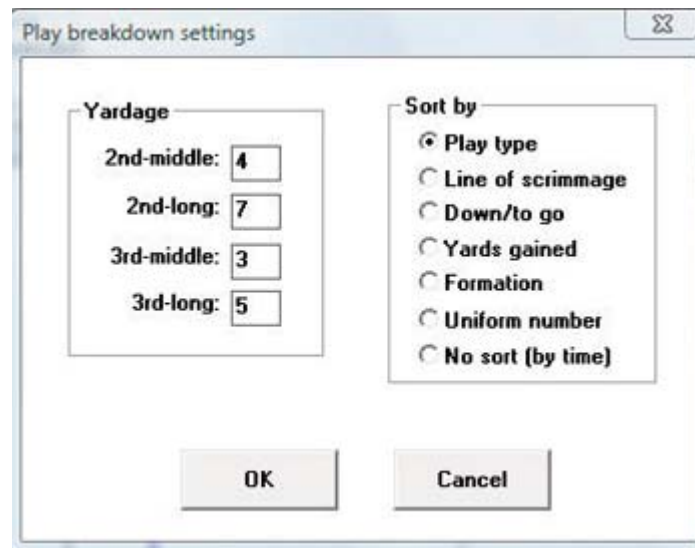 Play breakdown settings
Yardage
2nd-middle: 4
2nd-long: 7
3rd-middle: 3
3rd-long: 5
Sort by
Play type
Line of scrimmage
Down/to go
Yards gained
Formation
Uniform number
No sort (by time)
OK
Cancel